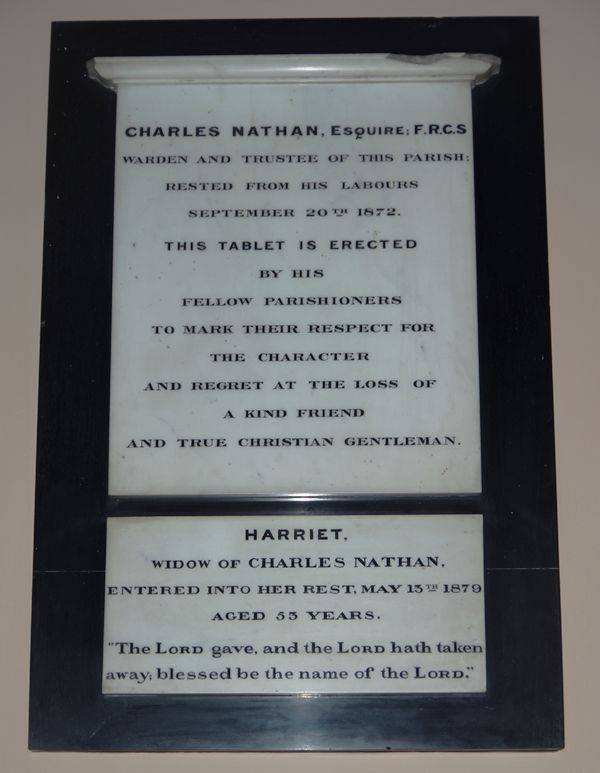 CHARLES NATHAN, ESQUIRE; F.R.C.S
WARDEN AND TRUSTEE OF THIS PARISH;
RESTED FROM HIS LABOURS
SEPTEMBER 20TH 1872.
THIS TABLET IS ERECTED
BY HIS
FELLOW PARISHIONERS
TO MARK THEIR RESPECT FOR
THE CHARACTER
AND REGRET AT THE LOSS OF
A KIND FRIEND
AND TRUE CHRISTIAN GENTLEMAN.
HARRIET,
WIDOW OF CHARLES NATHAN,
ENTERED INTO HER REST, MAY 15TH 1879
AGED 55 YEARS.
"The LORD gave, and the LORD hath taken
away; blessed be the name of the LORD."